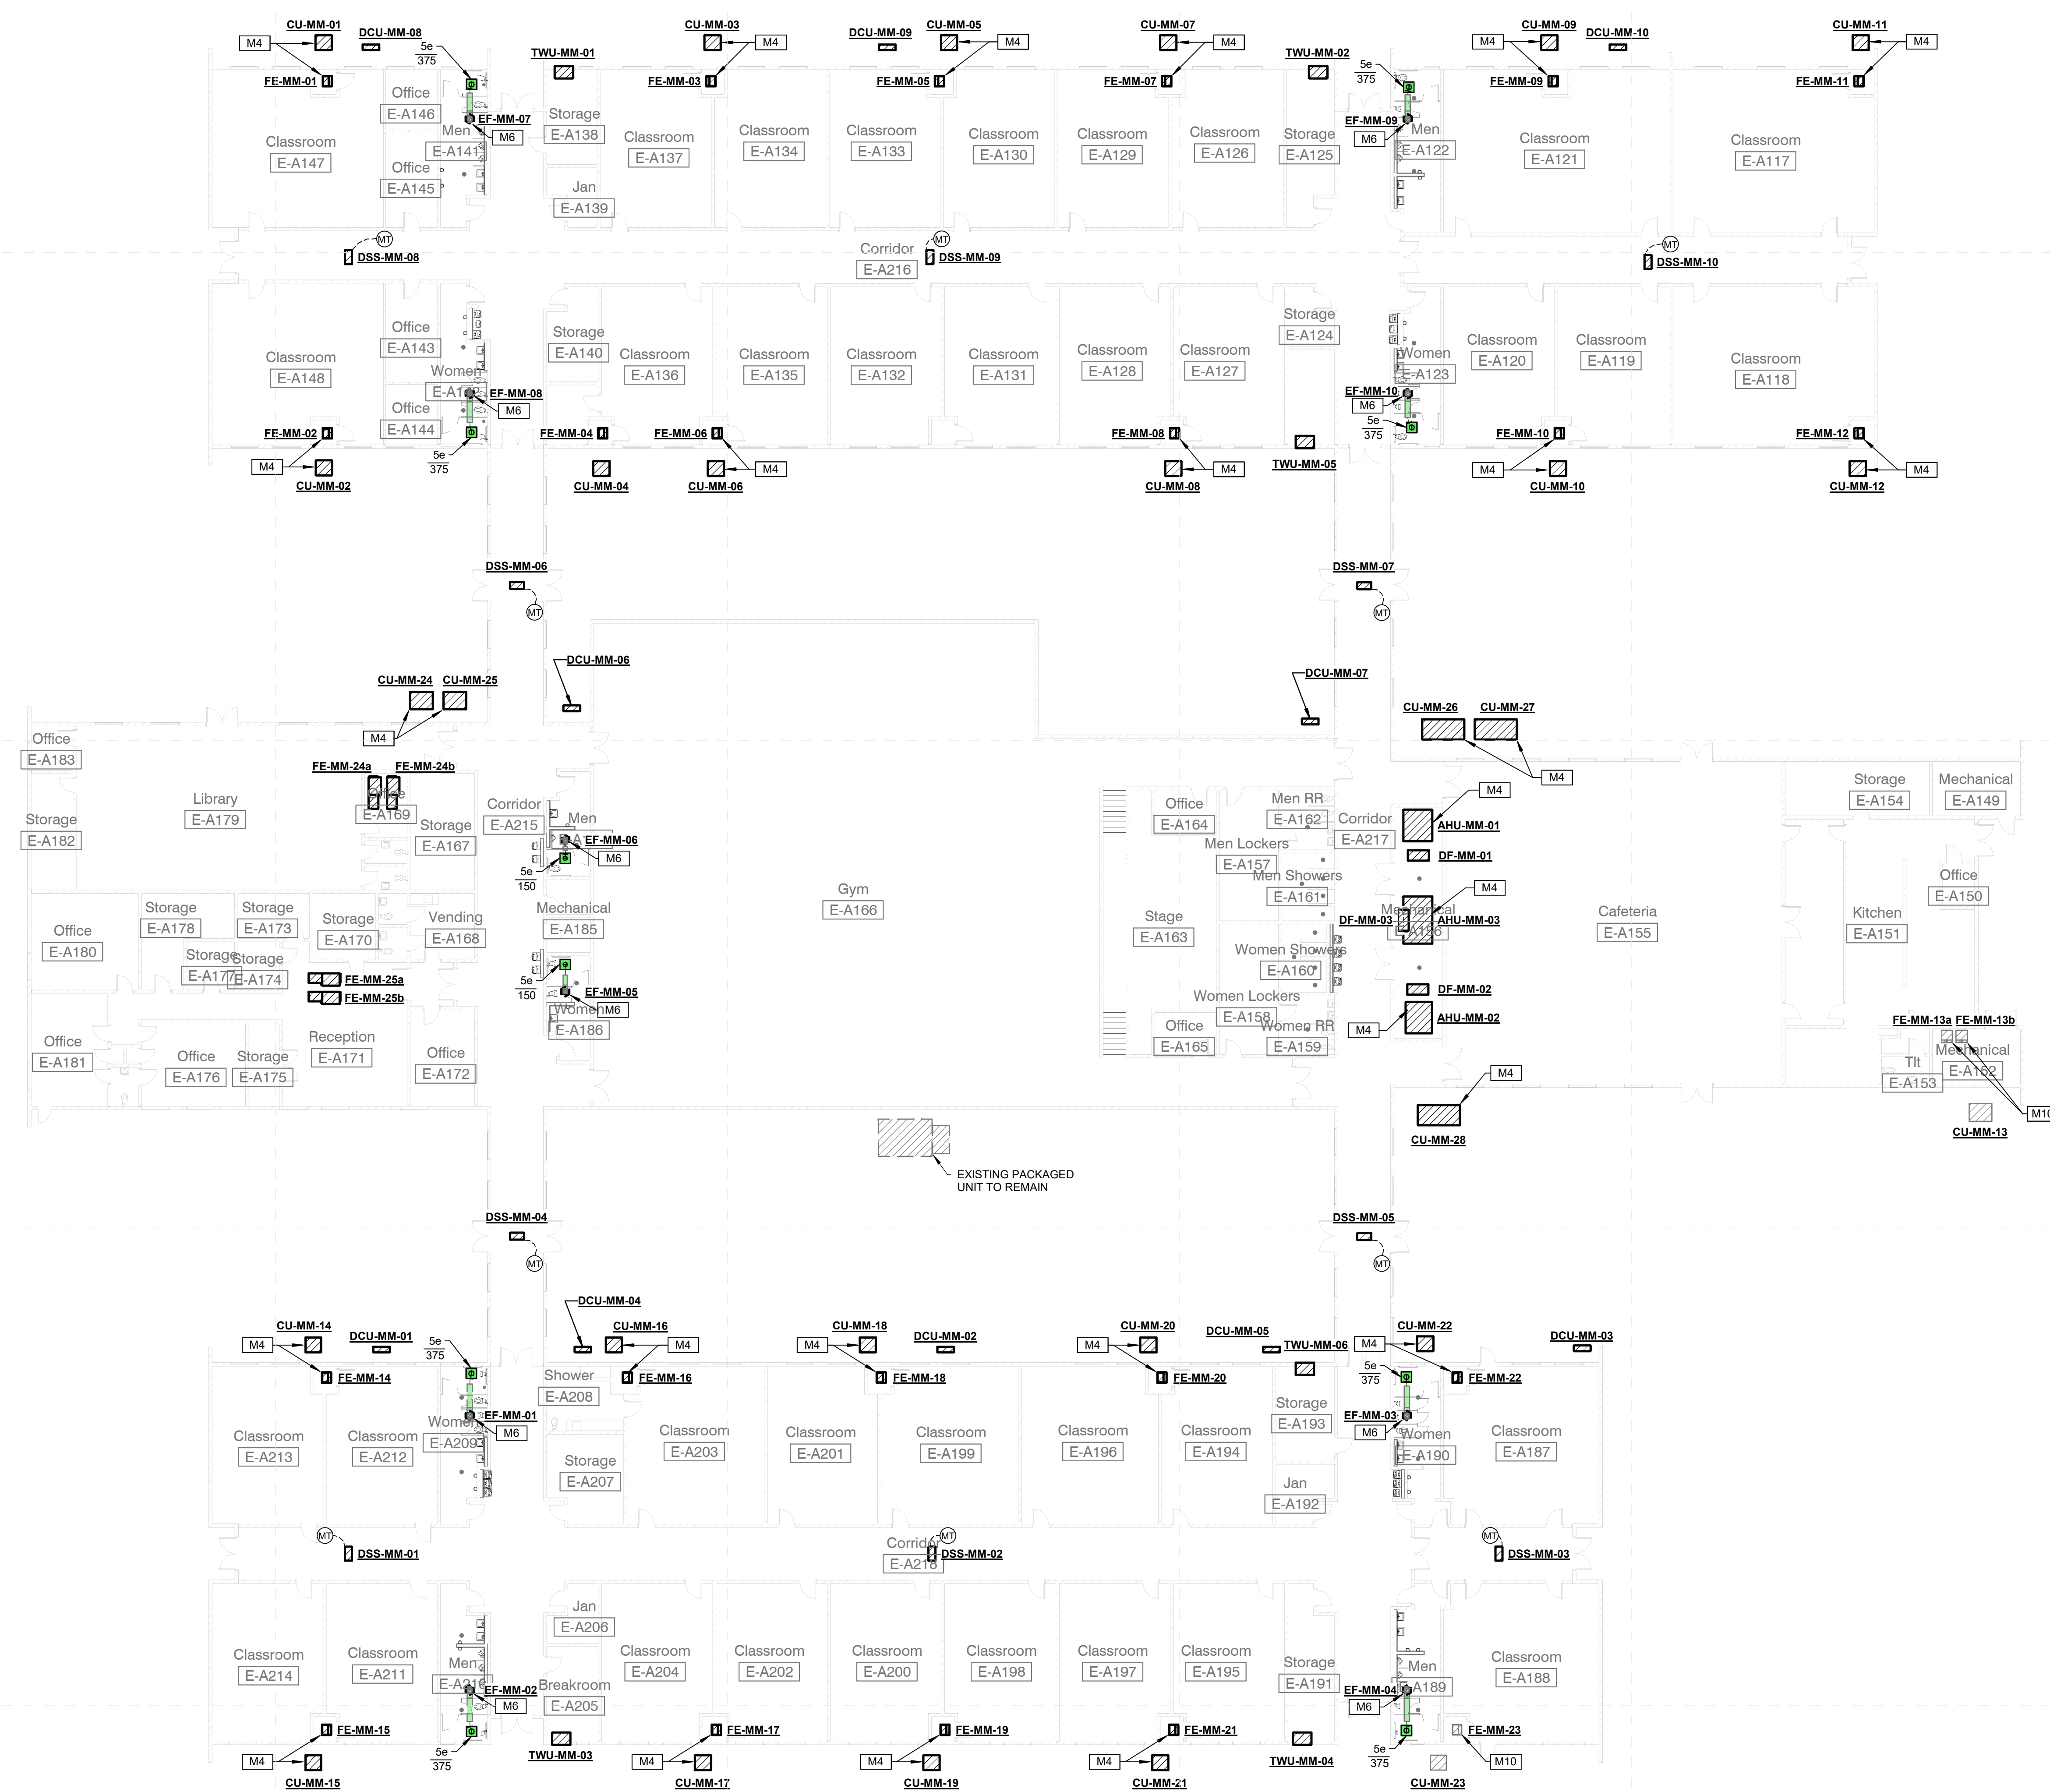 CU-MM-01
DCU-MM-08
CU-MM-03
DCU-MM-09
CU-MM-05
CU-MM-07
CU-MM-09
DCU-MM-10
CU-MM-11
M4
5e
375
TWU-MM-01
M4
M4
M4
TWU-MM-02
5e
375
M4
M4
FE-MM-01
FE-MM-03
FE-MM-05
FE-MM-07
FE-MM-09
FE-MM-11
Office
E-A146
EF-MM-07
M6
EF-MM-09
M6
Classroom
E-A147
Men
E-A141
Office
E-A145
Storage
E-A138
Jan
E-A139
Classroom
E-A137
Classroom
E-A134
Classroom
E-A133
Classroom
E-A130
Classroom
E-A129
Classroom
E-A126
Storage
E-A125
Men
E-A122
Classroom
E-A121
Classroom
E-A117
MT
DSS-MM-08
MT
DSS-MM-09
Corridor
E-A216
MT
DSS-MM-10
Classroom
E-A148
Office
E-A143
Women
Office
E-A144
Storage
E-A140
Classroom
E-A136
Classroom
E-A135
Classroom
E-A132
Classroom
E-A131
Classroom
E-A128
Classroom
E-A127
Storage
E-A124
Women
E-A123
Classroom
E-A120
Classroom
E-A119
Classroom
E-A118
EF-MM-08
M6
EF-MM-10
M6
FE-MM-02
FE-MM-04
FE-MM-06
FE-MM-08
FE-MM-10
FE-MM-12
5e
375
5e
375
TWU-MM-05
M4
CU-MM-02
CU-MM-04
M4
CU-MM-06
M4
CU-MM-08
M4
CU-MM-10
M4
CU-MM-12
DSS-MM-06
MT
DSS-MM-07
MT
DCU-MM-06
DCU-MM-07
CU-MM-24
CU-MM-25
M4
CU-MM-26
CU-MM-27
M4
Office
E-A183
FE-MM-24a
FE-MM-24b
Office
E-A169
Library
E-A179
Storage
E-A182
Storage
E-A167
Corridor
E-A215
Men
EF-MM-06
M6
5e
150
Office
E-A164
Men RR
E-A162
Corridor
E-A217
M4
AHU-MM-01
DF-MM-01
Men Lockers
E-A157
Men Showers
E-A161
Storage
E-A154
Mechanical
E-A149
Gym
E-A166
Office
E-A180
Storage
E-A178
Storage
E-A173
Storage
E-A170
Vending
E-A168
Mechanical
E-A185
Storage
E-A177
Storage
E-A174
Stage
E-A163
DF-MM-03
M4
AHU-MM-03
Mechanical
Cafeteria
E-A155
Kitchen
E-A151
Office
E-A150
FE-MM-25a
FE-MM-25b
5e
150
EF-MM-05
M6
Women
E-A186
Women Showers
E-A160
Women Lockers
E-A158
Women RR
E-A159
Office
E-A165
DF-MM-02
AHU-MM-02
M4
Office
E-A181
Office
E-A176
Storage
E-A175
Reception
E-A171
Office
E-A172
FE-MM-13a
FE-MM-13b
Mechanical
E-A152
Tlt
E-A153
M10
CU-MM-13
M4
CU-MM-28
EXISTING PACKAGED
UNIT TO REMAIN
DSS-MM-04
MT
DSS-MM-05
MT
DCU-MM-04
CU-MM-14
M4
DCU-MM-01
5e
375
CU-MM-16
M4
CU-MM-18
M4
DCU-MM-02
CU-MM-20
M4
DCU-MM-05
TWU-MM-06
CU-MM-22
M4
5e
375
DCU-MM-03
FE-MM-14
FE-MM-16
FE-MM-18
FE-MM-20
FE-MM-22
Shower
E-A208
EF-MM-01
M6
EF-MM-03
M6
Classroom
E-A213
Classroom
E-A212
Women
E-A209
Storage
E-A207
Classroom
E-A203
Classroom
E-A201
Classroom
E-A199
Classroom
E-A196
Classroom
E-A194
Storage
E-A193
Jan
E-A192
Women
E-A190
Classroom
E-A187
MT
DSS-MM-01
MT
DSS-MM-02
Corridor
E-A218
MT
DSS-MM-03
Classroom
E-A214
Classroom
E-A211
Men
Jan
E-A206
Breakroom
E-A205
Classroom
E-A204
Classroom
E-A202
Classroom
E-A200
Classroom
E-A198
Classroom
E-A197
Classroom
E-A195
Storage
E-A191
Men
E-A189
Classroom
E-A188
EF-MM-02
M6
EF-MM-04
M6
FE-MM-15
FE-MM-17
FE-MM-19
FE-MM-21
FE-MM-23
M4
CU-MM-15
5e
375
TWU-MM-03
M4
CU-MM-17
M4
CU-MM-19
M4
CU-MM-21
TWU-MM-04
5e
375
CU-MM-23
M10